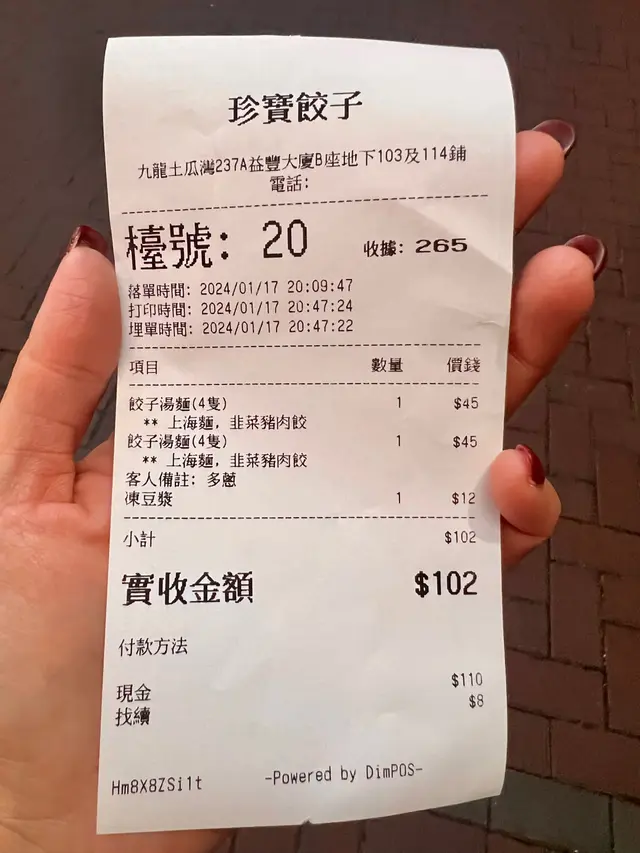 珍寶餃子
九龍土瓜灣237A益豐大廈B座地下103及114鋪
電話:
檯號: 20 收據: 265
落單時間: 2024/01/17 20:09:47
打印時間: 2024/01/17 20:47:24
埋單時間: 2024/01/17 20:47:22
項目 數量 價錢
餃子湯麵(4隻) 1 $45
** 上海麵, 韭菜豬肉餃
餃子湯麵(4隻) 1 $45
** 上海麵, 韭菜豬肉餃
客人備註: 多蔥
凍豆漿 1 $12
小計 $102
實收金額 $102
付款方法
現金 $110
找續 $8
Hm8X8ZSi1t -Powered by DimPOS-